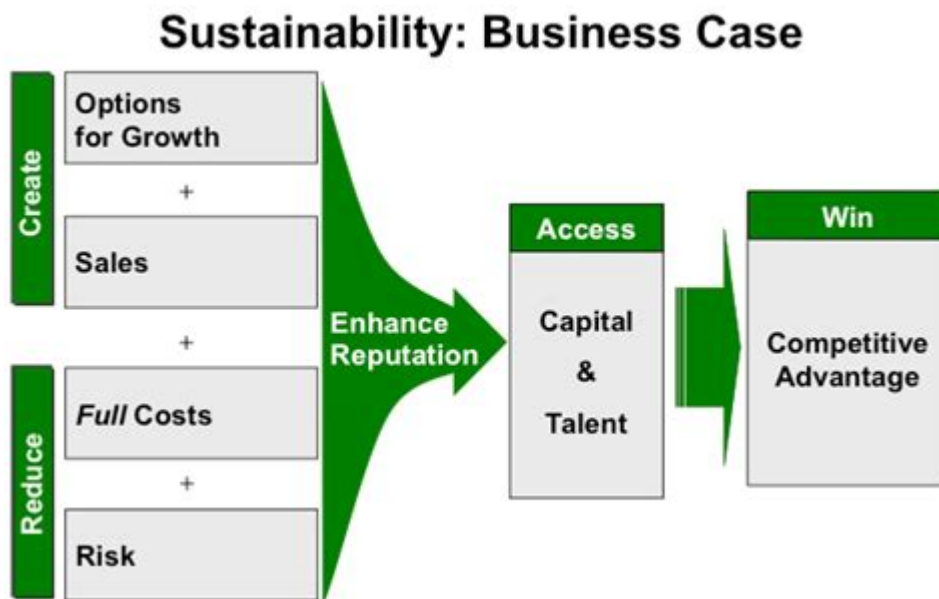 Sustainability: Business Case
Create
Options
for Growth
+
Sales
+
Reduce
Full Costs
+
Risk
Enhance
Reputation
Access
Capital
&
Talent
Win
Competitive
Advantage